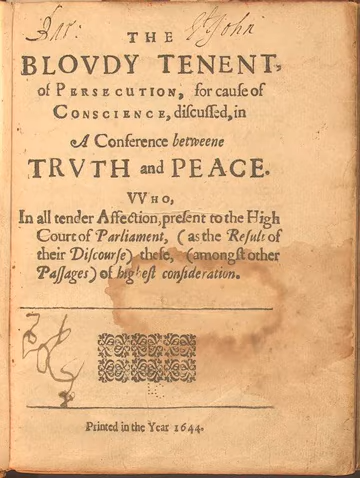 St John
THE
BLOVDY TENENT,
of PERSECUTION, for cause of
CONSCIENCE, discussed, in
A Conference betweene
TRVTH and PEACE.
VVHO,
In all tender Affection, present to the High
Court of Parliament, (as the Result of
their Discourse) these, (amongst other
Passages) of highest consideration.
Printed in the Year 1644.